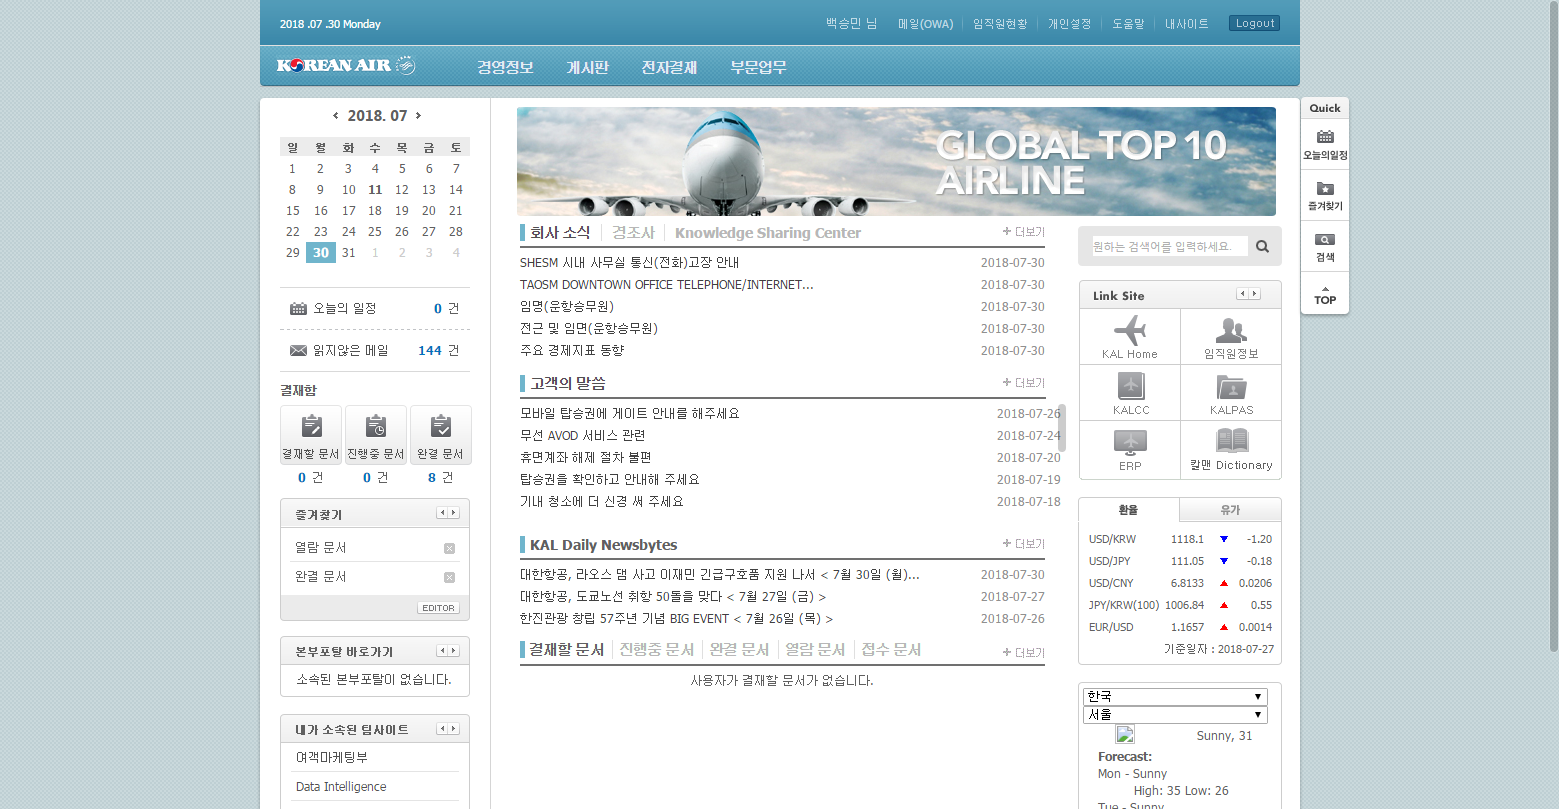 2018 .07 .30 Monday
백승민 님 메일(OWA) 임직원현황 개인설정 도움말 내사이트 Logout
KOREAN AIR 경영정보 게시판 전자결재 부문업무
2018. 07
일 월 화 수 목 금 토
1 2 3 4 5 6 7
8 9 10 11 12 13 14
15 16 17 18 19 20 21
22 23 24 25 26 27 28
29 30 31 1 2 3 4
오늘의 일정 0 건
읽지않은 메일 144 건
결재함
결재할 문서 진행중 문서 완결 문서
0 건 0 건 8 건
즐겨찾기
열람 문서
완결 문서
EDITOR
본부포탈 바로가기
소속된 본부포탈이 없습니다.
내가 소속된 팀사이트
여객마케팅부
Data Intelligence
GLOBAL TOP 10
AIRLINE
회사 소식 경조사 Knowledge Sharing Center 더보기
SHESM 시내 사무실 통신(전화)고장 안내 2018-07-30
TAOSM DOWNTOWN OFFICE TELEPHONE/INTERNET... 2018-07-30
임명(운항승무원) 2018-07-30
전근 및 임면(운항승무원) 2018-07-30
주요 경제지표 동향 2018-07-30
고객의 말씀 더보기
모바일 탑승권에 게이트 안내를 해주세요 2018-07-26
무선 AVOD 서비스 관련 2018-07-24
휴면계좌 해제 절차 불편 2018-07-20
탑승권을 확인하고 안내해 주세요 2018-07-19
기내 청소에 더 신경 써 주세요 2018-07-18
KAL Daily Newsbytes 더보기
대한항공, 라오스 댐 사고 이재민 긴급구호품 지원 나서 < 7월 30일 (월)... 2018-07-30
대한항공, 도쿄노선 취항 50돌을 맞다 < 7월 27일 (금) > 2018-07-27
한진관광 창립 57주년 기념 BIG EVENT < 7월 26일 (목) > 2018-07-26
결재할 문서 진행중 문서 완결 문서 열람 문서 접수 문서 더보기
사용자가 결재할 문서가 없습니다.
원하는 검색어를 입력하세요.
Link Site
KAL Home 임직원정보
KALCC KALPAS
ERP 칼맨 Dictionary
환율 유가
USD/KRW 1118.1 -1.20
USD/JPY 111.05 -0.18
USD/CNY 6.8133 0.0206
JPY/KRW(100) 1006.84 0.55
EUR/USD 1.1657 0.0014
기준일자 : 2018-07-27
한국
서울
Sunny, 31
Forecast:
Mon - Sunny
High: 35 Low: 26
Tue - Sunny
Quick
오늘의일정
즐겨찾기
검색
TOP